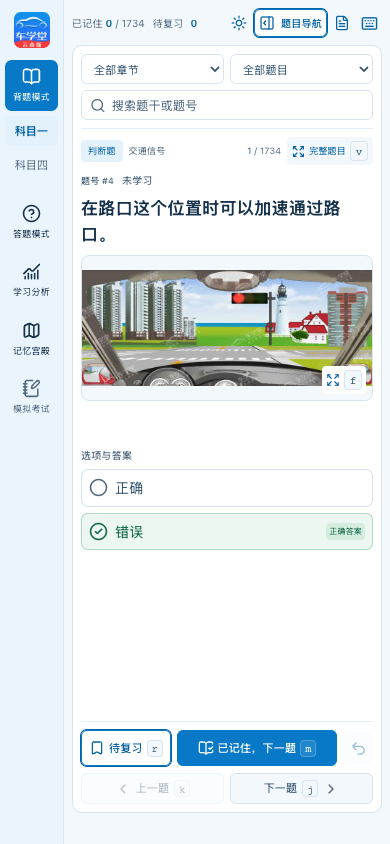 车学堂
云南版
背题模式
科目一
科目四
答题模式
学习分析
记忆宫殿
模拟考试
已记住 0 / 1734 待复习 0
题目导航
全部章节
全部题目
搜索题干或题号
判断题 交通信号 1 / 1734 完整题目 v
题号 #4 未学习
在路口这个位置时可以加速通过路
口。
f
选项与答案
正确
错误 正确答案
待复习 r
已记住，下一题 m
上一题 k
下一题 j